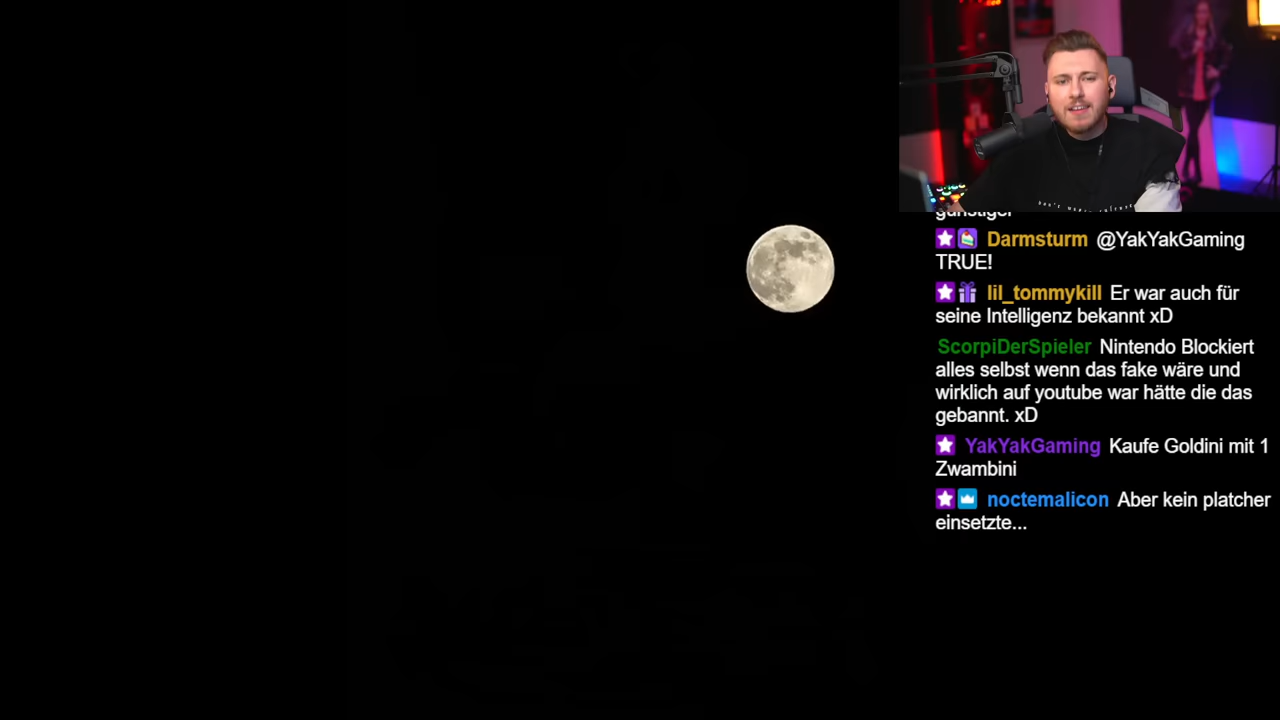 günstiger
Darmsturm @YakYakGaming
TRUE!
lil_tommykill Er war auch für
seine Intelligenz bekannt xD
ScorpiDerSpieler Nintendo Blockiert
alles selbst wenn das fake wäre und
wirklich auf youtube war hätte die das
gebannt. xD
YakYakGaming Kaufe Goldini mit 1
Zwambini
noctemalicon Aber kein platcher
einsetzte...